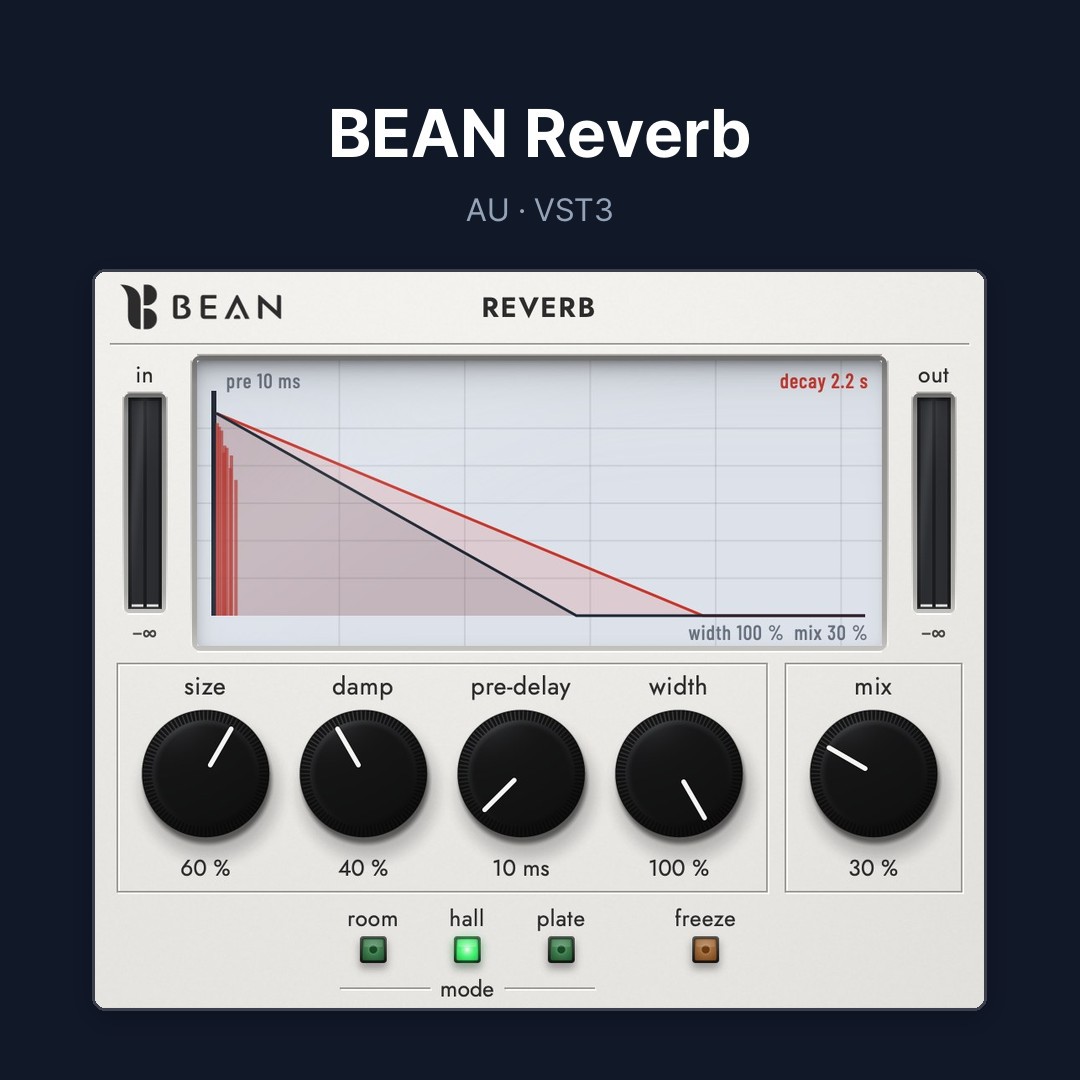 BEAN Reverb
AU · VST3
BEAN REVERB
in
pre 10 ms decay 2.2 s
out
-∞
width 100 % mix 30 %
-∞
size damp pre-delay width mix
60 % 40 % 10 ms 100 % 30 %
room hall plate freeze
mode